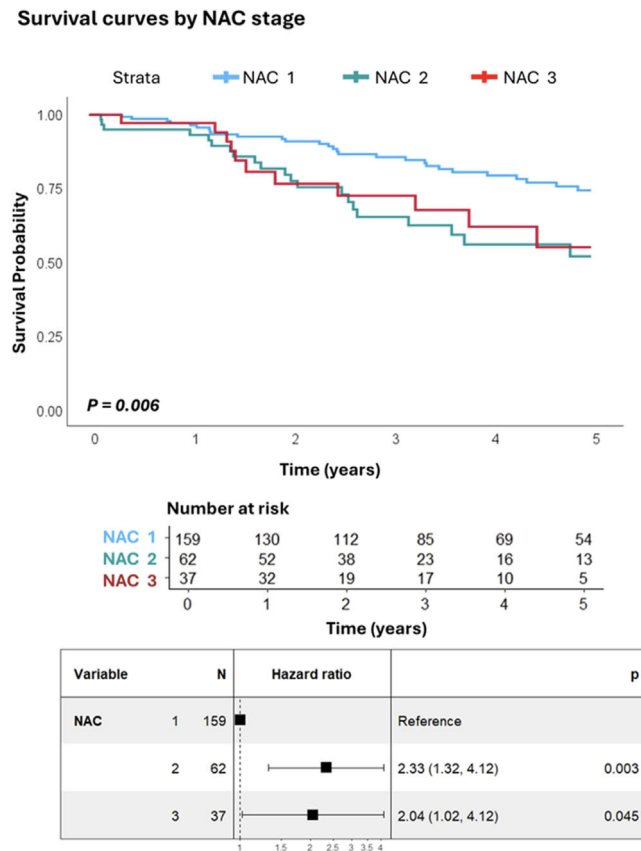 Survival curves by NAC stage
Strata NAC 1 NAC 2 NAC 3
Survival Probability
1.00
0.75
0.50
0.25
0.00
P = 0.006
0 1 2 3 4 5
Time (years)
Number at risk
NAC 1 159 130 112 85 69 54
NAC 2 62 52 38 23 16 13
NAC 3 37 32 19 17 10 5
0 1 2 3 4 5
Time (years)
Variable N Hazard ratio p
NAC 1 159 Reference
2 62 2.33 (1.32, 4.12) 0.003
3 37 2.04 (1.02, 4.12) 0.045
1 1.5 2 2.5 3 3.5 4